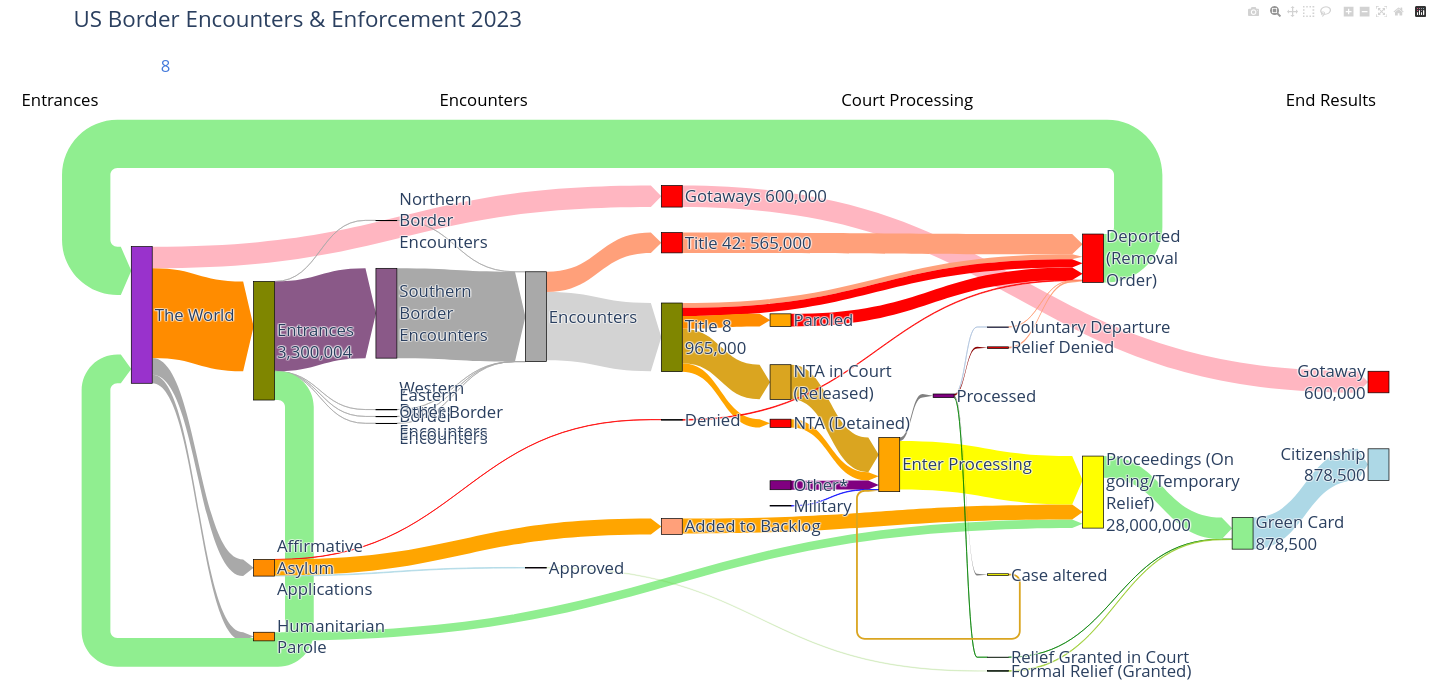 US Border Encounters & Enforcement 2023
8
Entrances
Encounters
Court Processing
End Results
Northern
Border
Encounters
Gotaways 600,000
Title 42: 565,000
Deported
(Removal
Order)
The World
Entrances
3,300,004
Southern
Border
Encounters
Encounters
Title 8
965,000
Paroled
Voluntary Departure
Relief Denied
NTA in Court
(Released)
Gotaway
600,000
Western
Eastern
Other Border
Border
Encounters
Encounters
Denied
NTA (Detained)
Processed
Enter Processing
Proceedings (On
going/Temporary
Relief)
28,000,000
Citizenship
878,500
Other*
Military
Added to Backlog
Green Card
878,500
Affirmative
Asylum
Applications
Approved
Case altered
Humanitarian
Parole
Relief Granted in Court
Formal Relief (Granted)